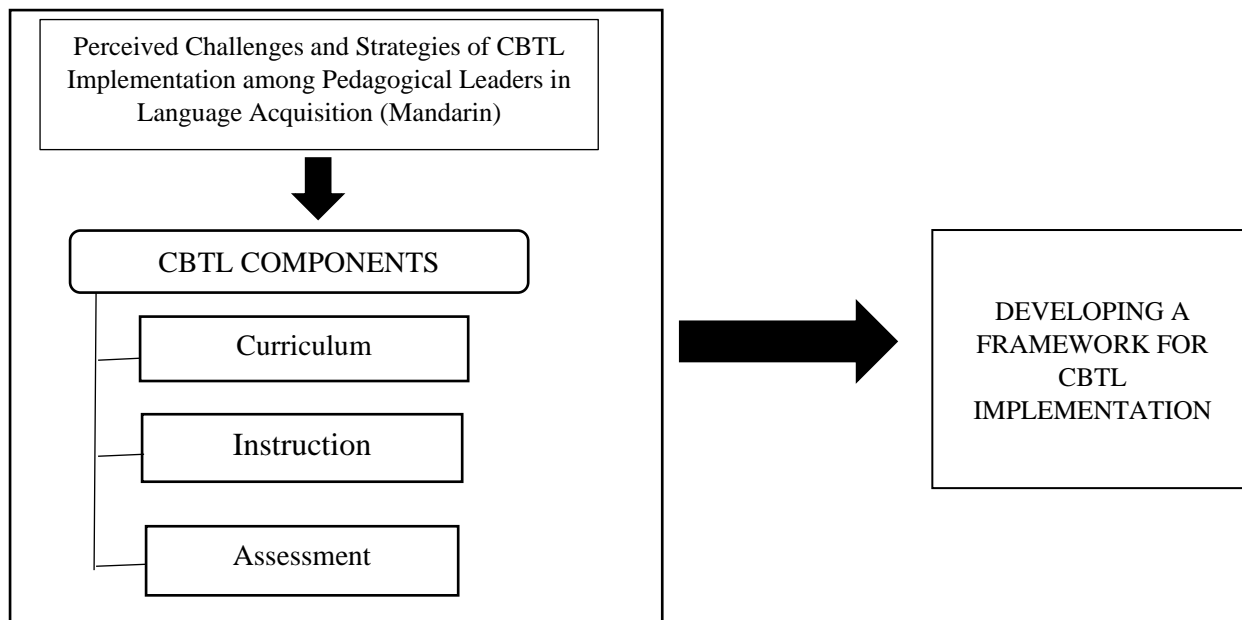 Perceived Challenges and Strategies of CBTL
Implementation among Pedagogical Leaders in
Language Acquisition (Mandarin)
CBTL COMPONENTS
Curriculum
Instruction
Assessment
DEVELOPING A
FRAMEWORK FOR
CBTL
IMPLEMENTATION